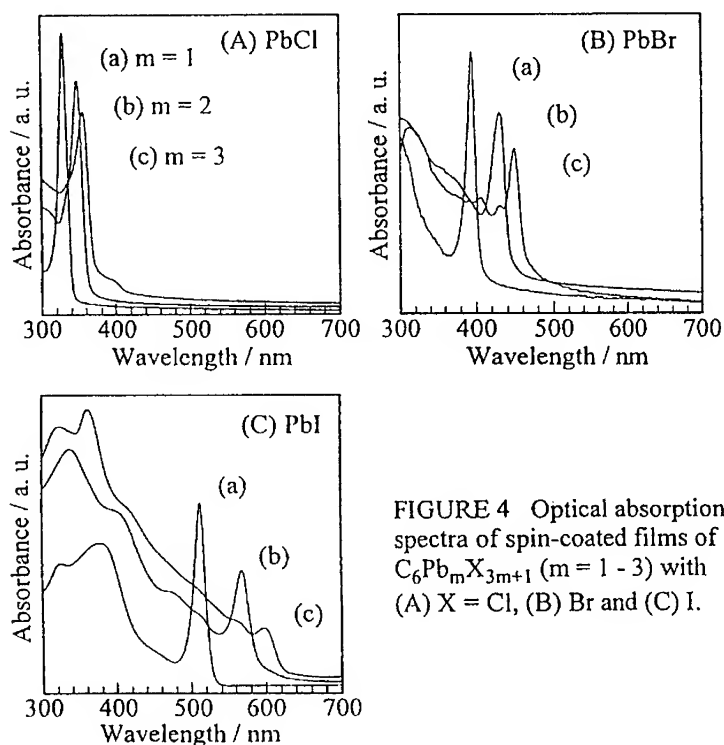 (A) PbCl
(a) m = 1
(b) m = 2
(c) m = 3
Absorbance / a. u.
300 400 500 600 700
Wavelength / nm
(B) PbBr
(a)
(b)
(c)
Absorbance / a. u.
300 400 500 600 700
Wavelength / nm
(C) PbI
(a)
(b)
(c)
Absorbance / a. u.
300 400 500 600 700
Wavelength / nm
FIGURE 4 Optical absorption
spectra of spin-coated films of
C₆PbₘX₃ₘ₊₁ (m = 1 - 3) with
(A) X = Cl, (B) Br and (C) I.